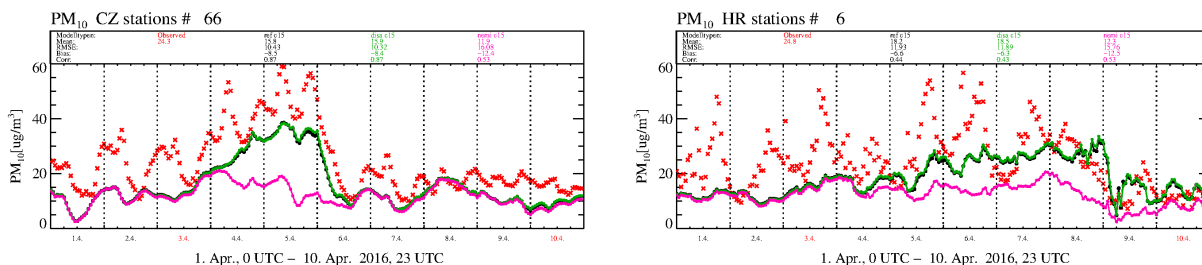 PM10 CZ stations # 66
Modelltypen: Observed ref c15 disa c15 nemi c15
Mean: 24.3 15.8 15.9 11.9
RMSE: 10.43 10.32 16.08
Bias: −8.5 −8.4 −12.4
Corr: 0.87 0.87 0.53
PM10[ug/m3]
60
40
20
0
1.4. 2.4. 3.4. 4.4. 5.4. 6.4. 7.4. 8.4. 9.4. 10.4.
1. Apr., 0 UTC − 10. Apr. 2016, 23 UTC
PM10 HR stations # 6
Modelltypen: Observed ref c15 disa c15 nemi c15
Mean: 24.8 18.2 18.5 12.3
RMSE: 11.93 11.89 15.76
Bias: −6.6 −6.3 −12.5
Corr: 0.44 0.43 0.53
PM10[ug/m3]
60
40
20
0
1.4. 2.4. 3.4. 4.4. 5.4. 6.4. 7.4. 8.4. 9.4. 10.4.
1. Apr., 0 UTC − 10. Apr. 2016, 23 UTC